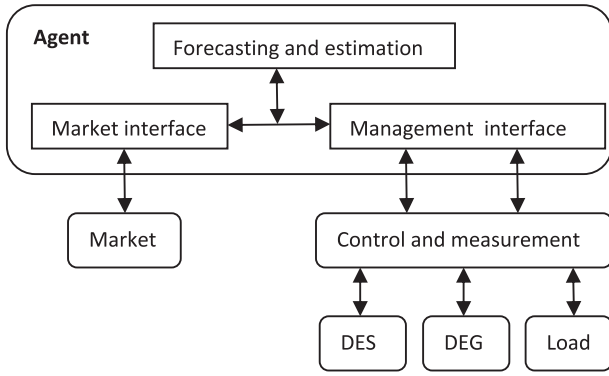 Agent
Forecasting and estimation
Market interface
Management interface
Market
Control and measurement
DES
DEG
Load